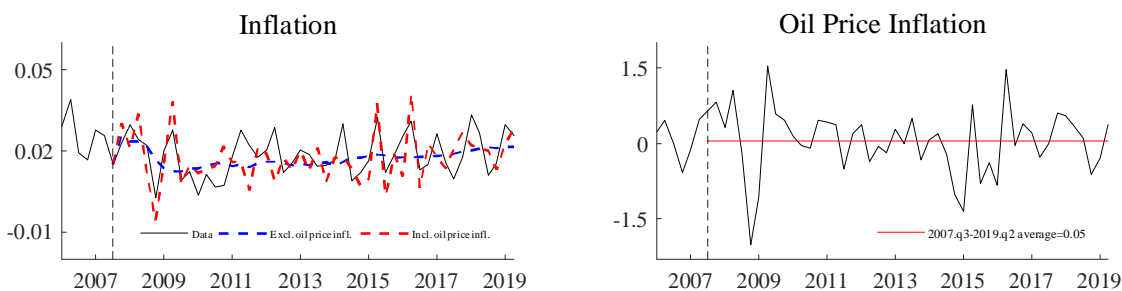 Inflation
0.05
0.02
-0.01
Data
Excl. oil price infl.
Incl. oil price infl.
2007 2009 2011 2013 2015 2017 2019
Oil Price Inflation
1.5
0
-1.5
2007.q3-2019.q2 average=0.05
2007 2009 2011 2013 2015 2017 2019